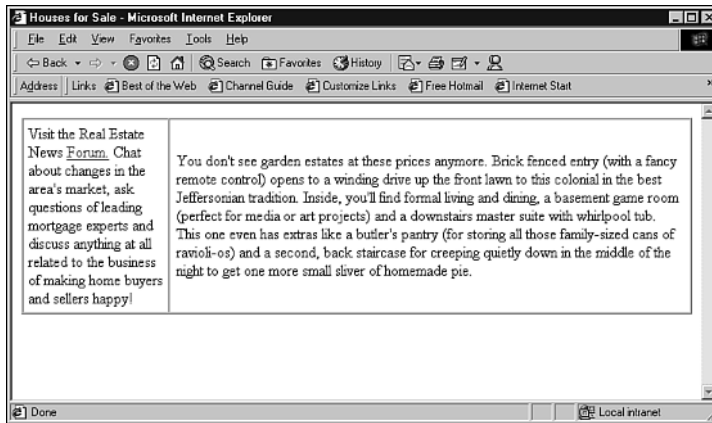 Houses for Sale - Microsoft Internet Explorer
File Edit View Favorites Tools Help
Back Search Favorites History
Address Links Best of the Web Channel Guide Customize Links Free Hotmail Internet Start
Visit the Real Estate
News Forum. Chat
about changes in the
area's market, ask
questions of leading
mortgage experts and
discuss anything at all
related to the business
of making home buyers
and sellers happy!
You don't see garden estates at these prices anymore. Brick fenced entry (with a fancy
remote control) opens to a winding drive up the front lawn to this colonial in the best
Jeffersonian tradition. Inside, you'll find formal living and dining, a basement game room
(perfect for media or art projects) and a downstairs master suite with whirlpool tub.
This one even has extras like a butler's pantry (for storing all those family-sized cans of
ravioli-os) and a second, back staircase for creeping quietly down in the middle of the
night to get one more small sliver of homemade pie.
Done Local intranet